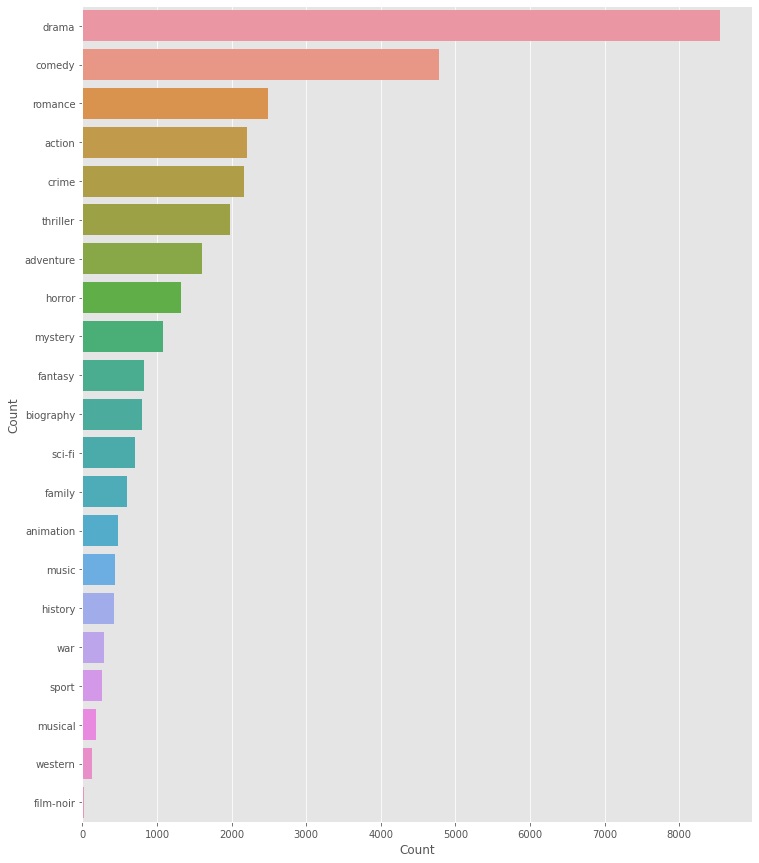 drama
comedy
romance
action
crime
thriller
adventure
horror
mystery
fantasy
biography
sci-fi
family
animation
music
history
war
sport
musical
western
film-noir
Count
0 1000 2000 3000 4000 5000 6000 7000 8000
Count